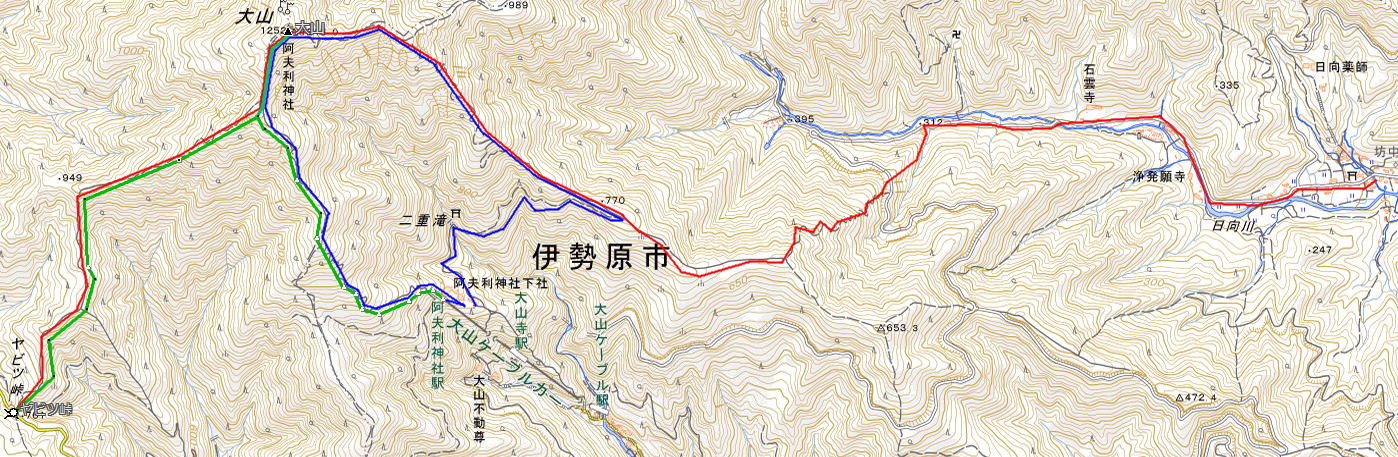 大山
1252
大山
阿夫利神社
・989
1000
・949
二重滝
・770
伊勢原市
阿夫利神社下社
阿夫利神社駅
大山寺駅
大山ケーブルカー
大山ケーブル駅
大山不動尊
ヤビツ峠
ヤビツ峠
・395
・312
石雲寺
・335
日向薬師
坊中
浄発願寺
日向川
・247
650
653.3
400
472.4